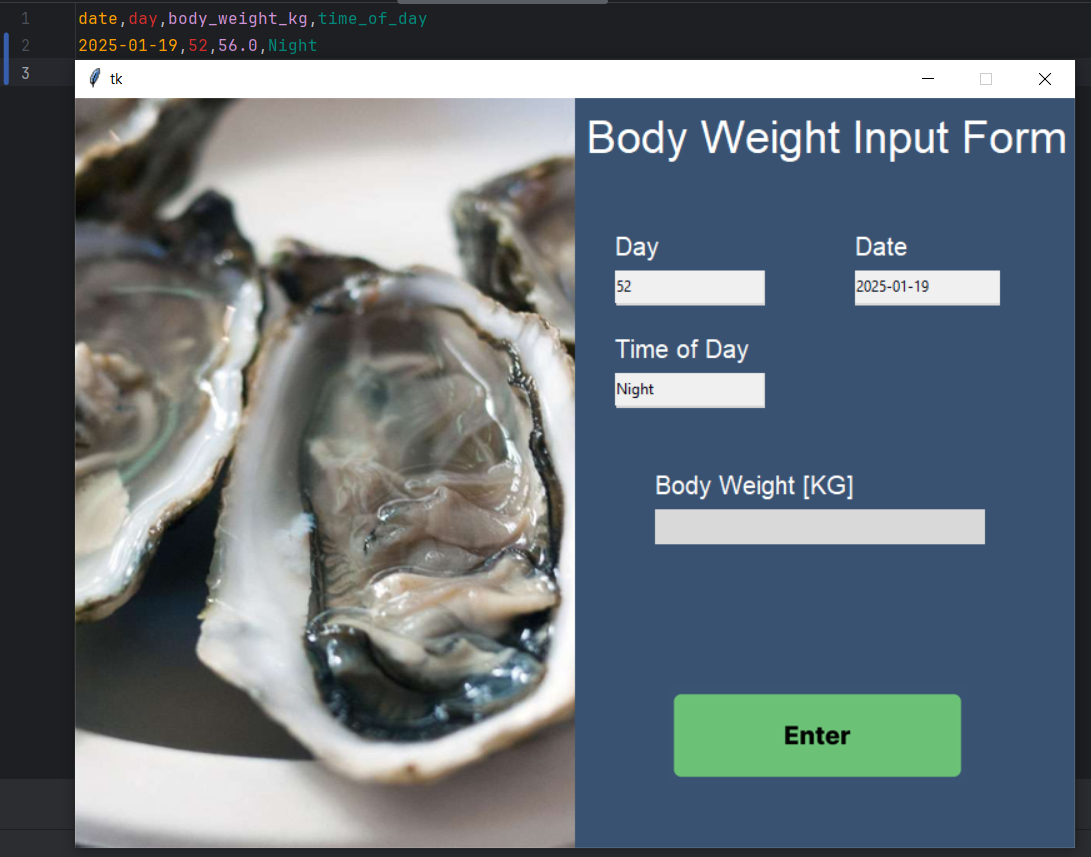 1 date,day,body_weight_kg,time_of_day
2 2025-01-19,52,56.0,Night
3
tk
Body Weight Input Form
Day
Date
52
2025-01-19
Time of Day
Night
Body Weight [KG]
Enter